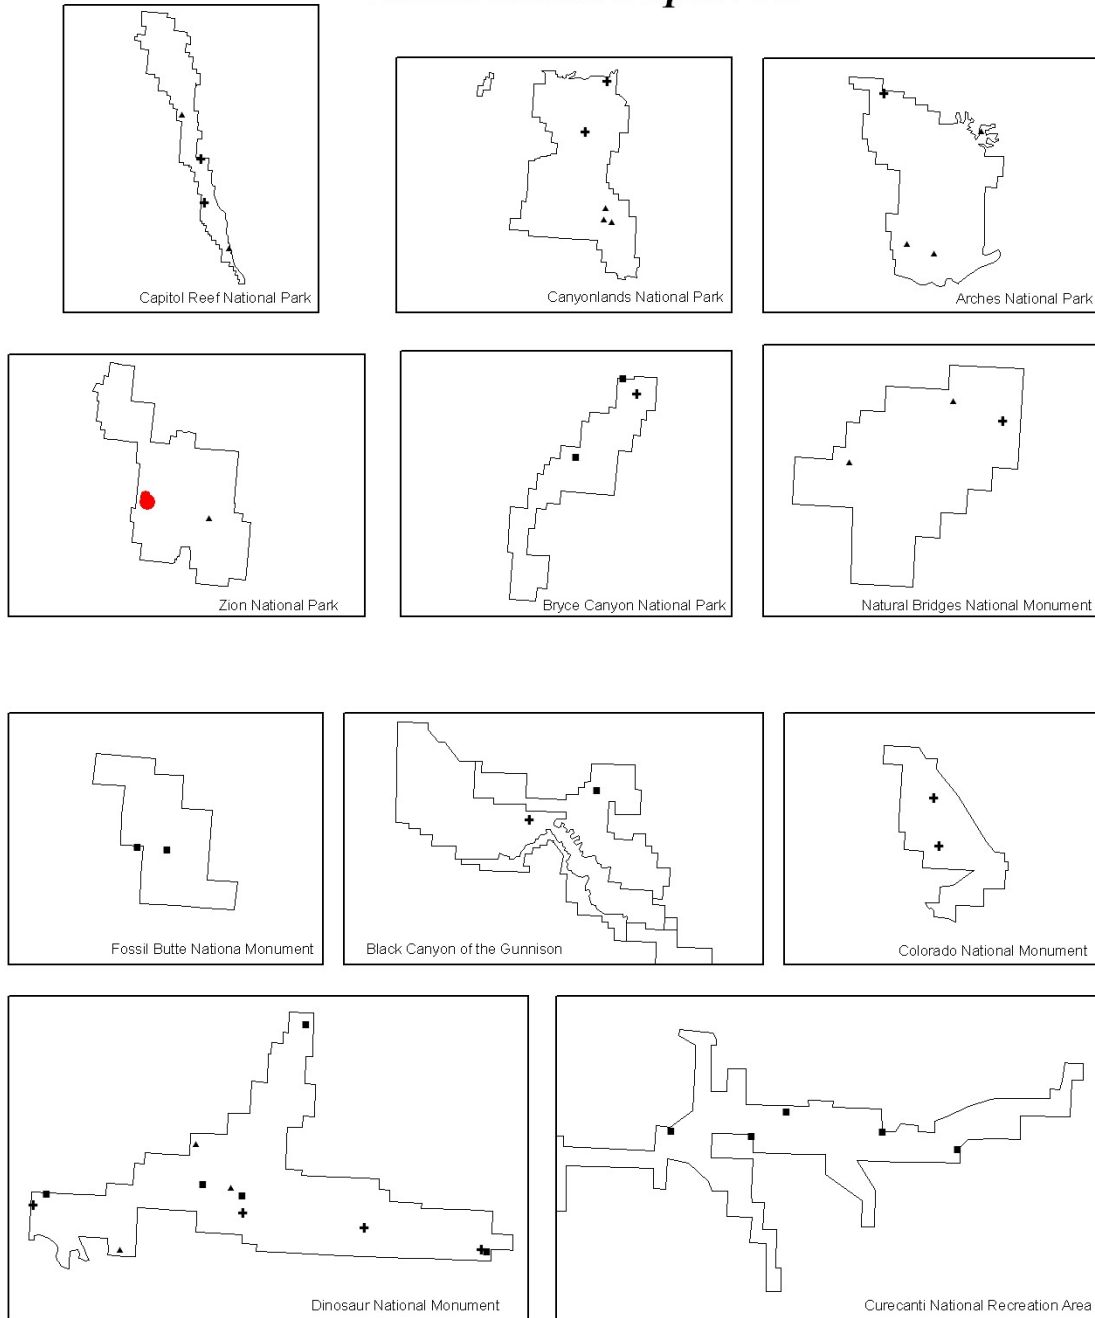 Capitol Reef National Park
Canyonlands National Park
Arches National Park
Zion National Park
Bryce Canyon National Park
Natural Bridges National Monument
Fossil Butte Nationa Monument
Black Canyon of the Gunnison
Colorado National Monument
Dinosaur National Monument
Curecanti National Recreation Area